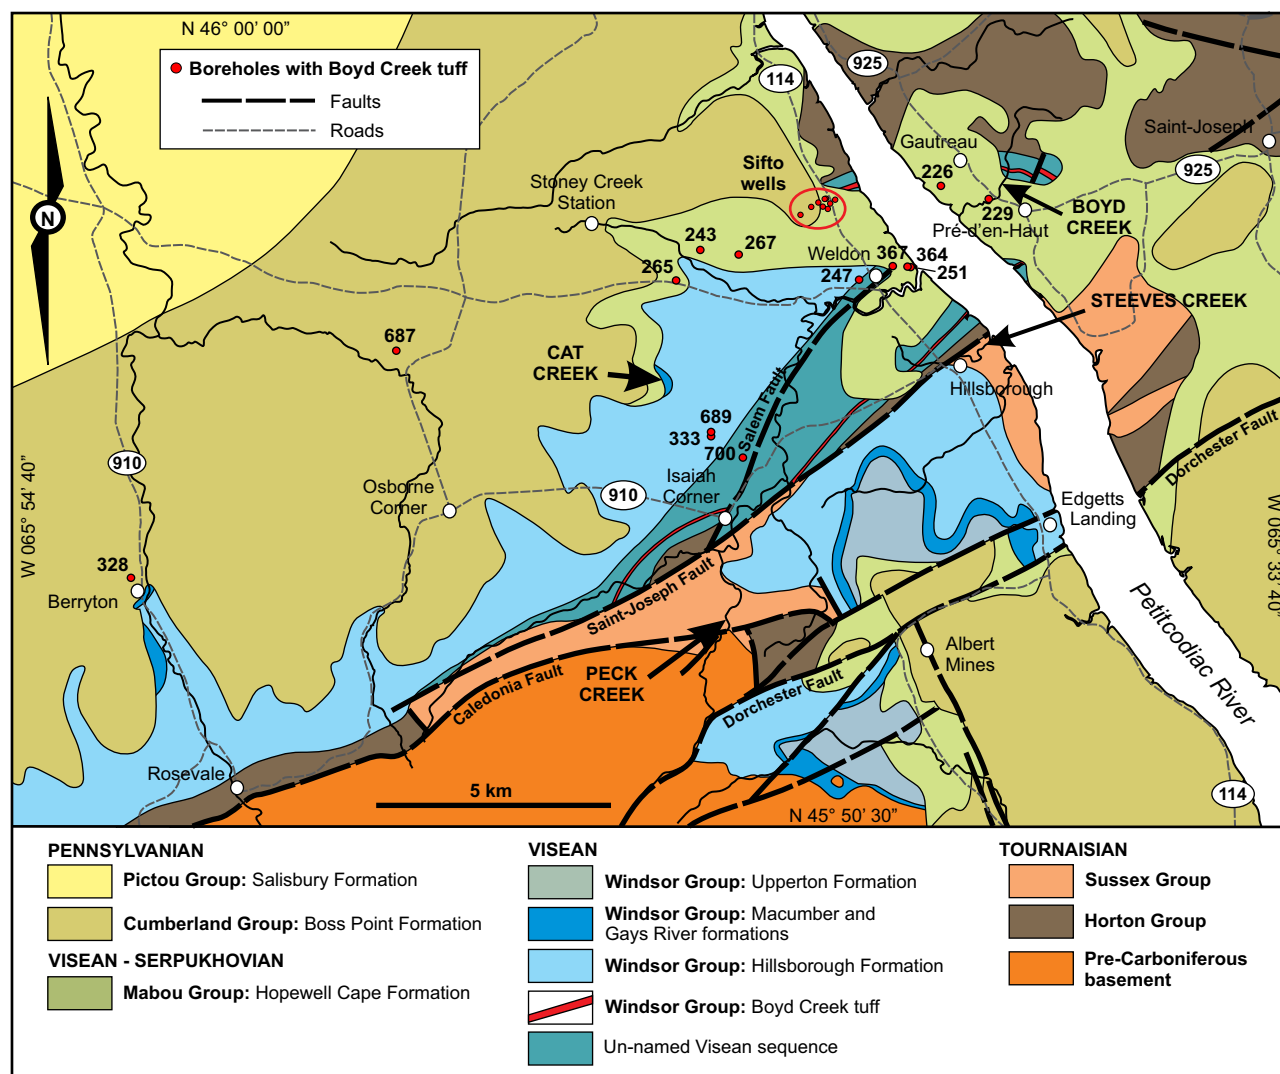 N 46° 00' 00”
Boreholes with Boyd Creek tuff
Faults
Roads
N
114
925
Saint-Joseph
925
Gautreau
226
229
Pré-d'en-Haut
BOYD
CREEK
Sifto
wells
Stoney Creek
Station
243
267
265
Weldon
367
364
251
247
STEEVES CREEK
687
CAT
CREEK
Hillsborough
Salem Fault
689
333
700
Isaiah
Corner
910
910
Osborne
Corner
Dorchester Fault
W 065° 54’ 40”
W 065° 33’ 40”
Edgetts
Landing
328
Berryton
Saint-Joseph Fault
Petitcodiac River
Albert
Mines
PECK
CREEK
Caledonia Fault
Dorchester Fault
Rosevale
5 km
N 45° 50’ 30”
114
PENNSYLVANIAN
Pictou Group: Salisbury Formation
Cumberland Group: Boss Point Formation
VISEAN - SERPUKHOVIAN
Mabou Group: Hopewell Cape Formation
VISEAN
Windsor Group: Upperton Formation
Windsor Group: Macumber and
Gays River formations
Windsor Group: Hillsborough Formation
Windsor Group: Boyd Creek tuff
Un-named Visean sequence
TOURNAISIAN
Sussex Group
Horton Group
Pre-Carboniferous
basement